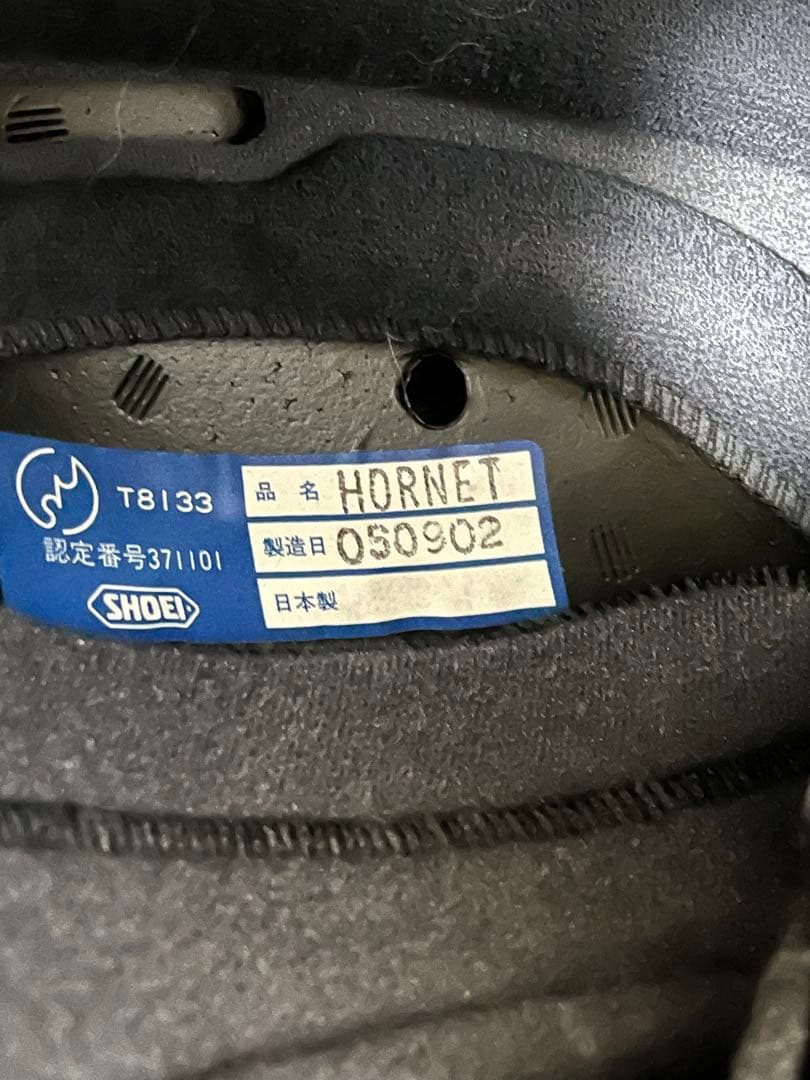 T8133
認定番号371101
SHOEI
品名 HORNET
製造日 050902
日本製